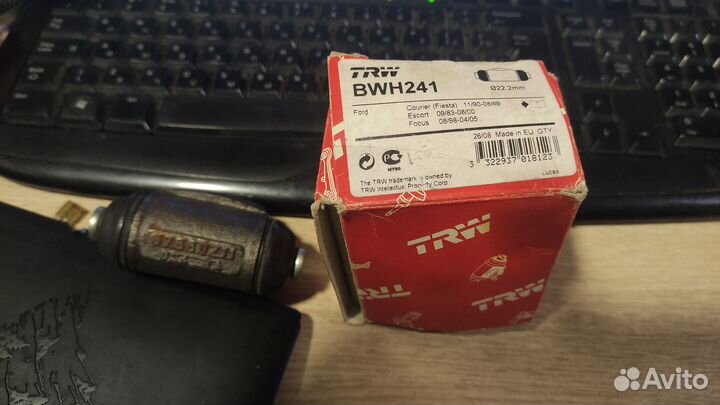 TRW
BWH241
Ø22.2mm
Ford
Courier (Fiesta) 11/90-08/99
Escort 09/83-08/00
Focus 08/98-04/05
26/08 Made in EU GTY
3 322937 018123
The TRW trademark is owned by
TRW Intellectual Property Corp.
Lucas
TRW
TRW
TRW
Avito